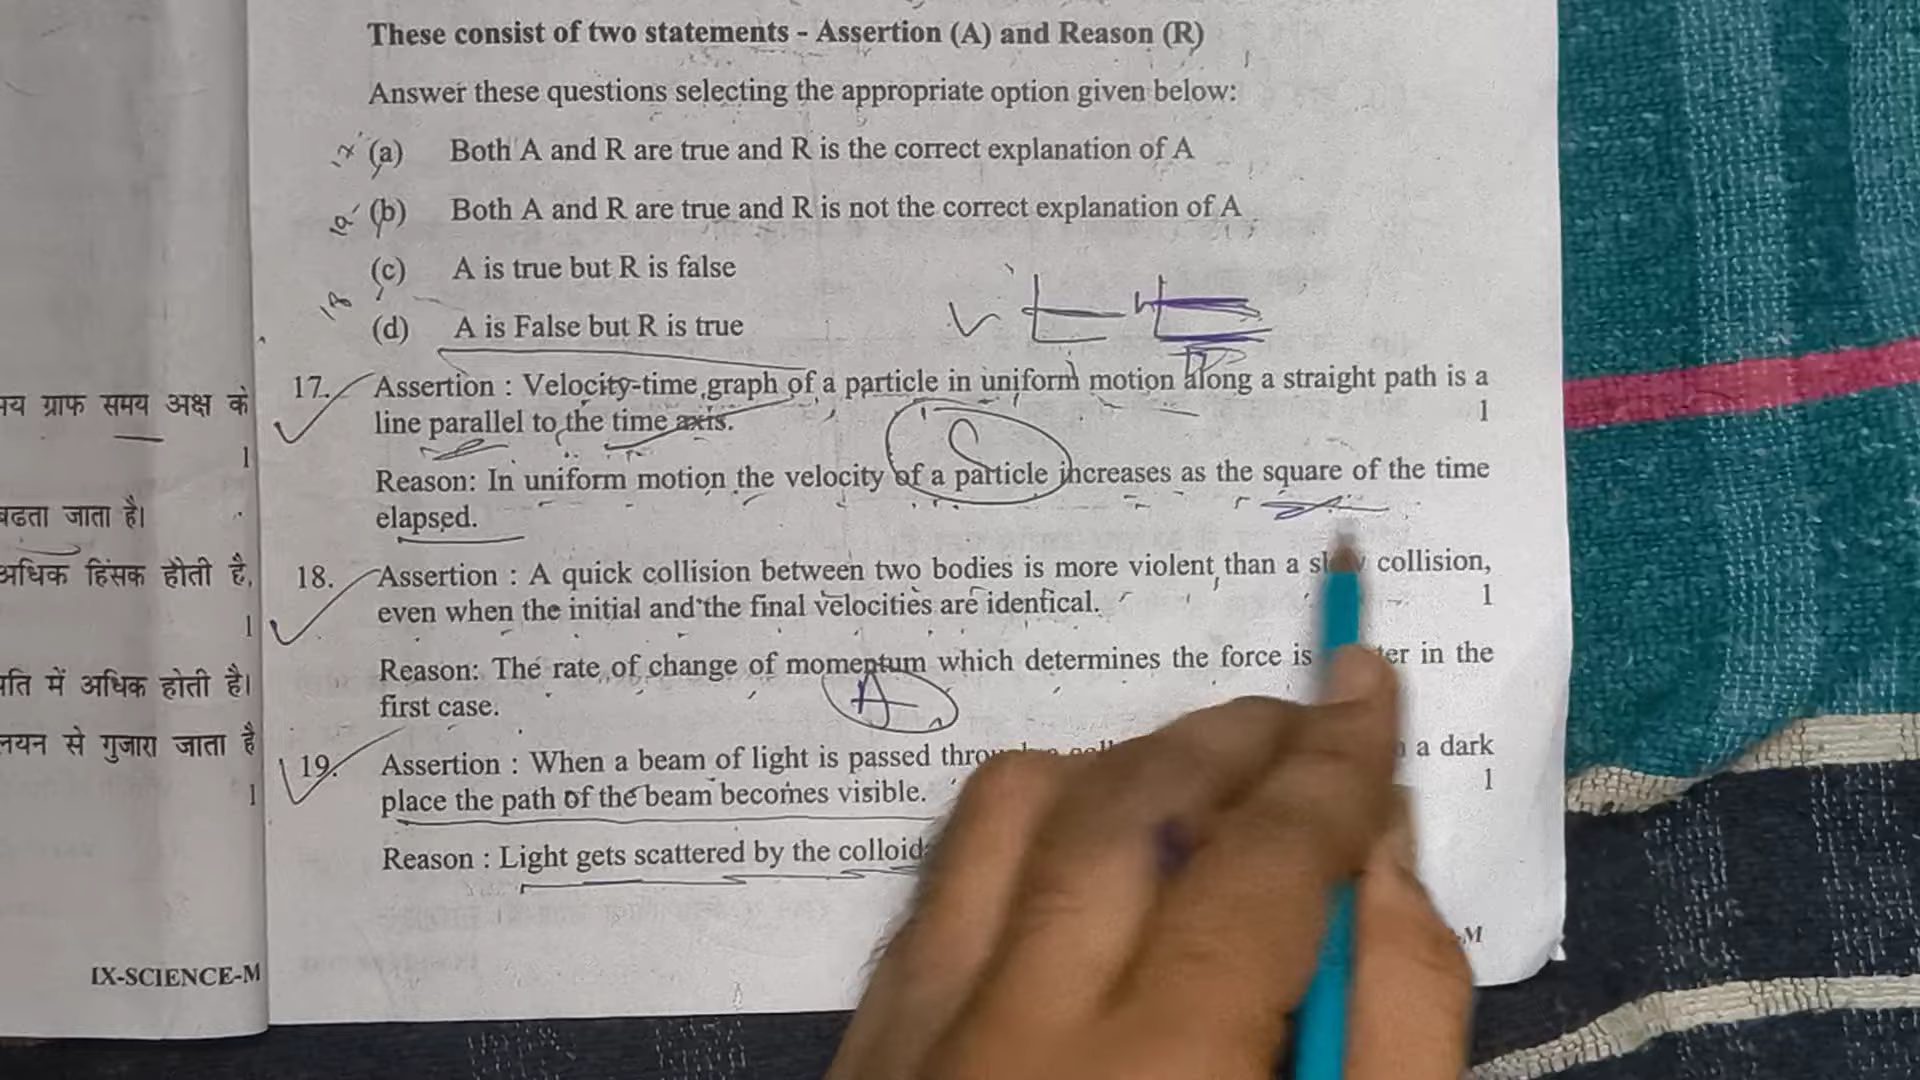 These consist of two statements - Assertion (A) and Reason (R)
Answer these questions selecting the appropriate option given below:
17 (a) Both A and R are true and R is the correct explanation of A
19 (b) Both A and R are true and R is not the correct explanation of A
(c) A is true but R is false
18 (d) A is False but R is true
17. Assertion : Velocity-time graph of a particle in uniform motion along a straight path is a
line parallel to the time axis. 1
Reason: In uniform motion the velocity of a particle increases as the square of the time
elapsed.
18. Assertion : A quick collision between two bodies is more violent than a collision,
even when the initial and the final velocities are identical. 1
Reason: The rate of change of momentum which determines the force is in the
A
first case.
19. Assertion : When a beam of light is passed a dark
place the path of the beam becomes visible. 1
Reason : Light gets scattered by the
-M
ग्राफ समय अक्ष के
1
बढता जाता है।
अधिक हिंसक हौती है,
1
में अधिक होती है।
से गुजारा जाता है
1
IX-SCIENCE-M